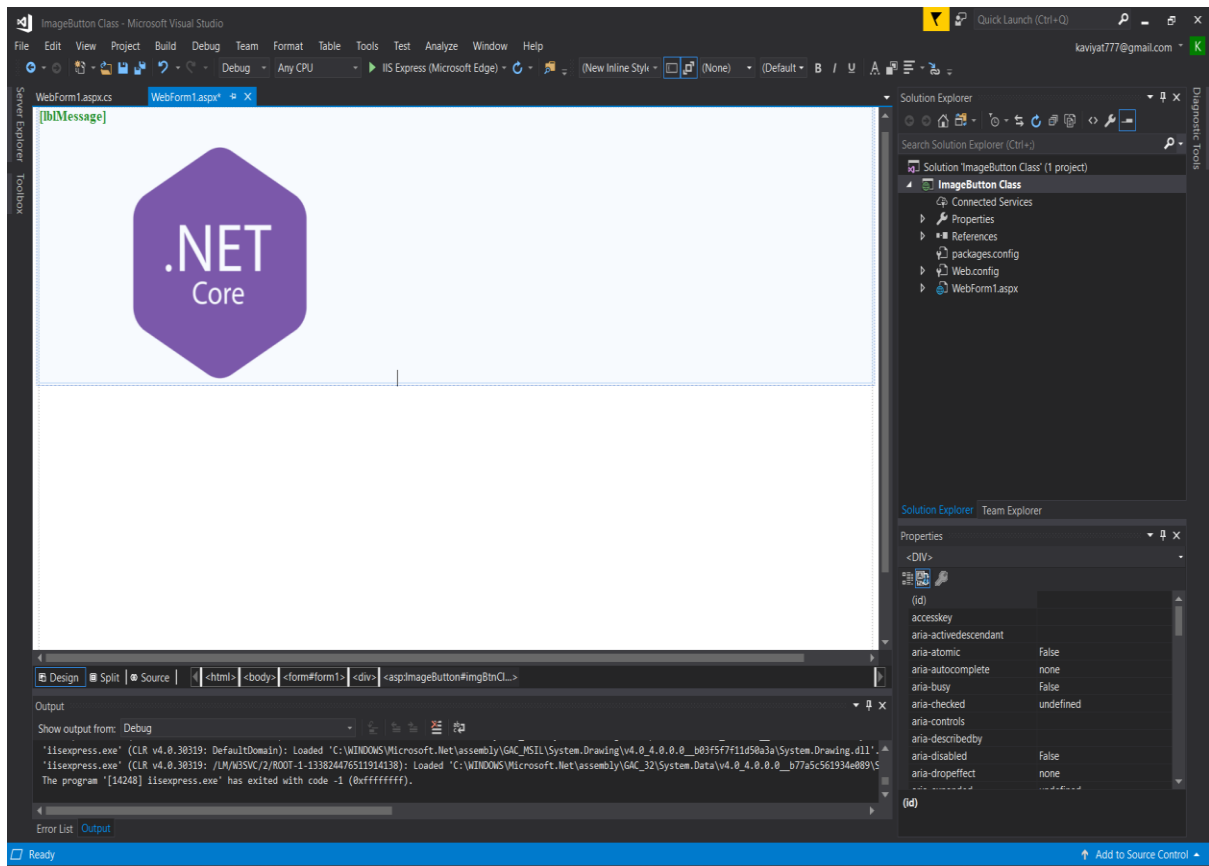 ImageButton Class - Microsoft Visual Studio
Quick Launch (Ctrl+Q)
File Edit View Project Build Debug Team Format Table Tools Test Analyze Window Help
kaviyat777@gmail.com K
Debug Any CPU IIS Express (Microsoft Edge) (New Inline Style (None) (Default B I U A
Server Explorer
Toolbox
WebForm1.aspx.cs WebForm1.aspx*
[lblMessage]
.NET
Core
Design Split Source <html> <body> <form#form1> <div> <asp:ImageButton#imgBtnCl...>
Output
Show output from: Debug
'iisexpress.exe' (CLR v4.0.30319: DefaultDomain): Loaded 'C:\WINDOWS\Microsoft.Net\assembly\GAC_MSIL\System.Drawing\v4.0_4.0.0.0__b03f5f7f11d50a3a\System.Drawing.dll'.
'iisexpress.exe' (CLR v4.0.30319: /LM/W3SVC/2/ROOT-1-133824476511914138): Loaded 'C:\WINDOWS\Microsoft.Net\assembly\GAC_32\System.Data\v4.0_4.0.0.0__b77a5c561934e089\S
The program '[14248] iisexpress.exe' has exited with code -1 (0xffffffff).
Error List Output
Solution Explorer
Search Solution Explorer (Ctrl+;)
Solution 'ImageButton Class' (1 project)
ImageButton Class
Connected Services
Properties
References
packages.config
Web.config
WebForm1.aspx
Solution Explorer Team Explorer
Properties
<DIV>
(id)
accesskey
aria-activedescendant
aria-atomic False
aria-autocomplete none
aria-busy False
aria-checked undefined
aria-controls
aria-describedby
aria-disabled False
aria-dropeffect none
(id)
Diagnostic Tools
Ready
Add to Source Control